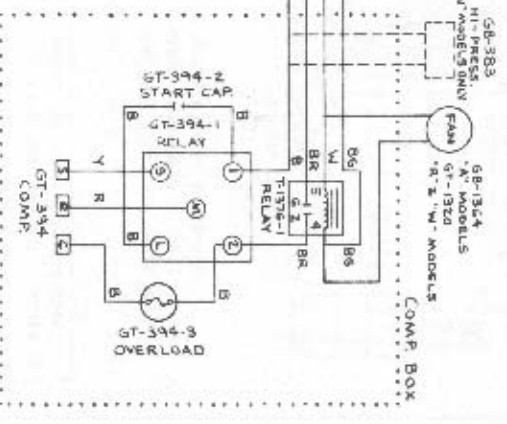 GB-383
HI-PRESS.
"W" MODELS ONLY
FAN
GB-1364
"A" MODELS
GT-1320
"R-Z"W" MODELS
COMP. BOX
GT-394-2
START CAP.
B
B
GT-394-1
RELAY
S
Y
5
1
R
R
M
C
B
L
2
GT-394
COMP.
B
B
GT-394-3
OVERLOAD
B
BR
W
BG
T-1376-1
RELAY
E
G 2
4
BR
BG